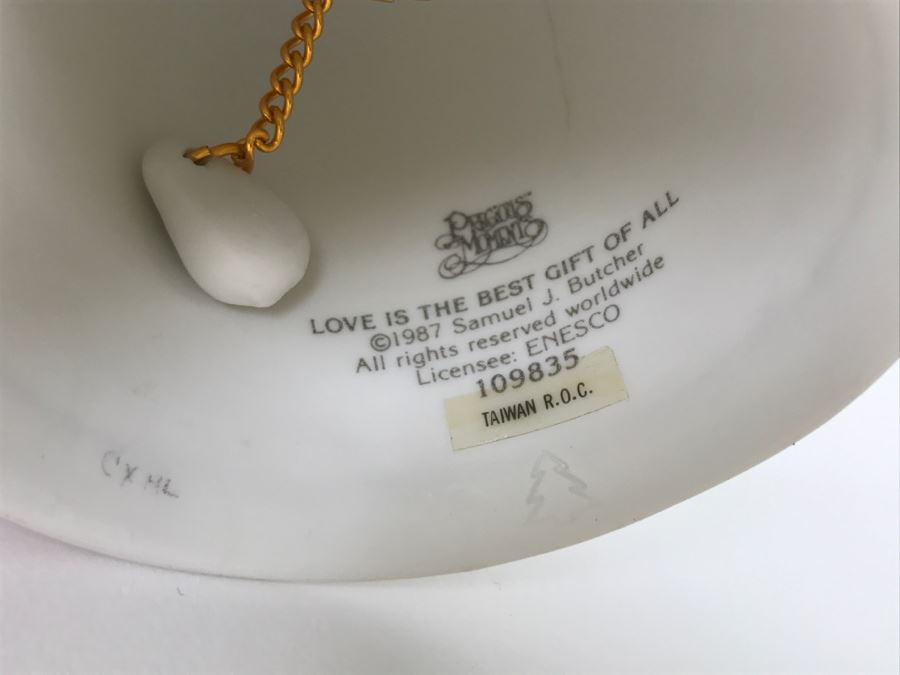 PRECIOUS
MOMENTS
LOVE IS THE BEST GIFT OF ALL
©1987 Samuel J. Butcher
All rights reserved worldwide
Licensee: ENESCO
109835
TAIWAN R.O.C.